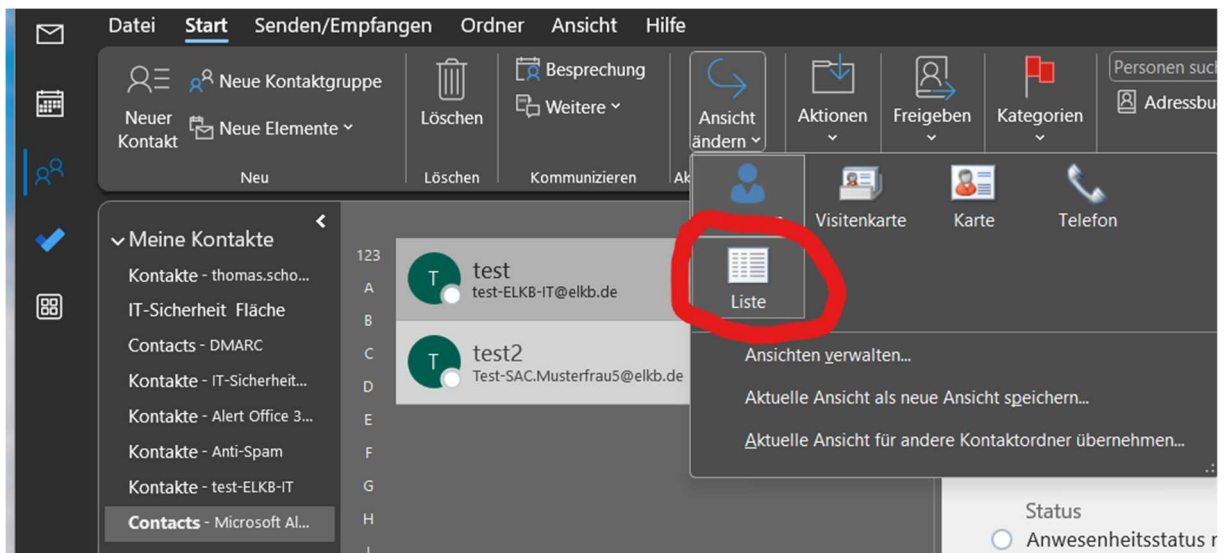 Datei Start Senden/Empfangen Ordner Ansicht Hilfe
Neuer Kontakt
Neue Kontaktgruppe
Neue Elemente
Neu
Löschen
Löschen
Besprechung
Weitere
Kommunizieren
Ansicht ändern
Aktionen
Freigeben
Kategorien
Personen suc
Adressbu
Ak
Visitenkarte
Karte
Telefon
Liste
Ansichten verwalten...
Aktuelle Ansicht als neue Ansicht speichern...
Aktuelle Ansicht für andere Kontaktordner übernehmen...
Meine Kontakte
Kontakte - thomas.scho...
IT-Sicherheit Fläche
Contacts - DMARC
Kontakte - IT-Sicherheit...
Kontakte - Alert Office 3...
Kontakte - Anti-Spam
Kontakte - test-ELKB-IT
Contacts - Microsoft Al...
123
A
B
C
D
E
F
G
H
T
test
test-ELKB-IT@elkb.de
T
test2
Test-SAC.Musterfrau5@elkb.de
Status
Anwesenheitsstatus